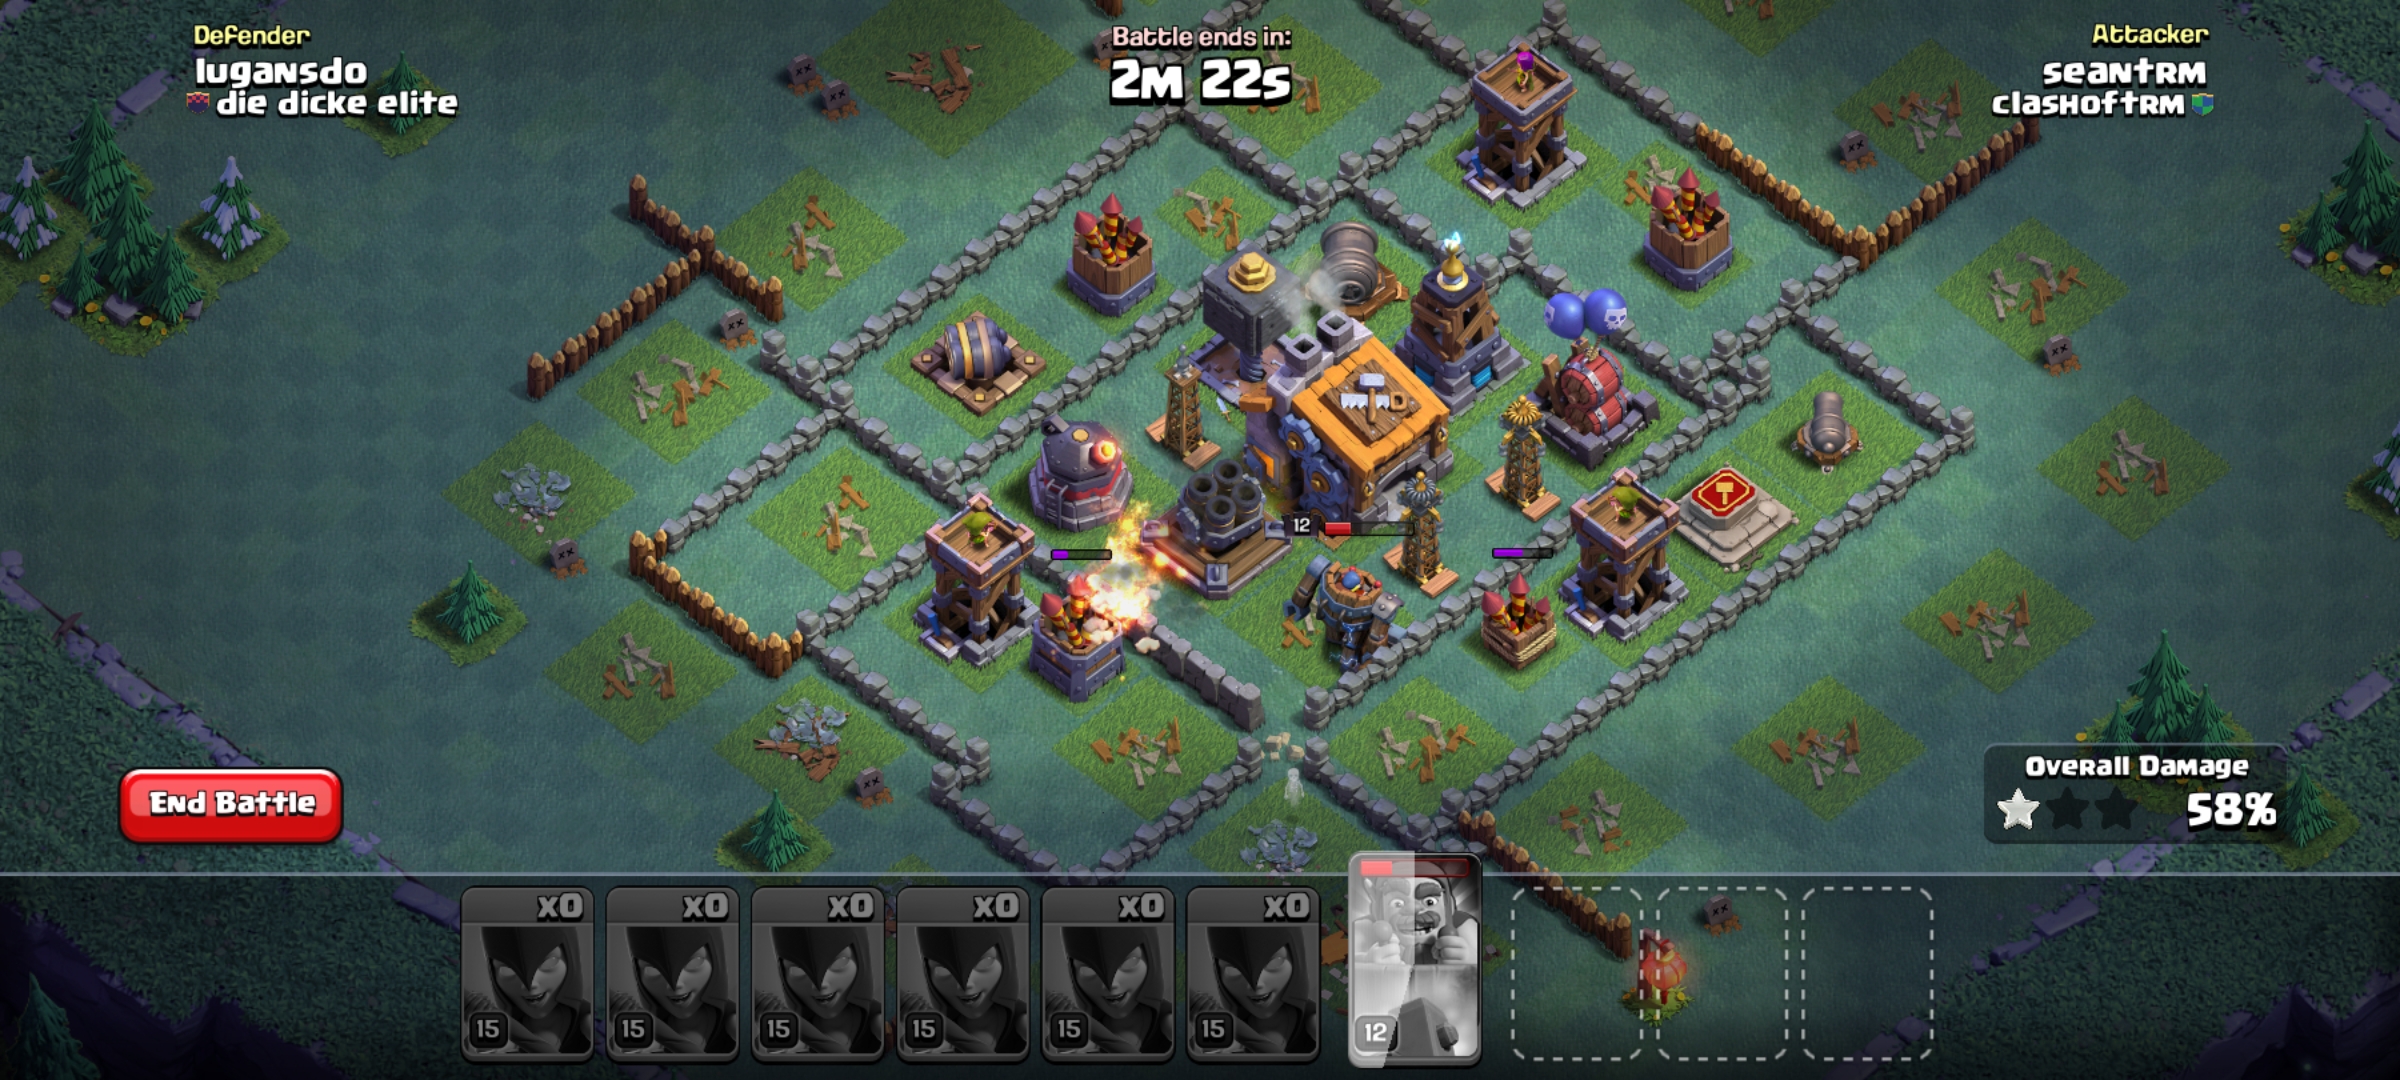 Defender
lugansdo
die dicke elite
Battle ends in:
2M 22s
Attacker
seantRM
clashoftRM
12
End Battle
Overall Damage
58%
x0
x0
x0
x0
x0
x0
15
15
15
15
15
15
12